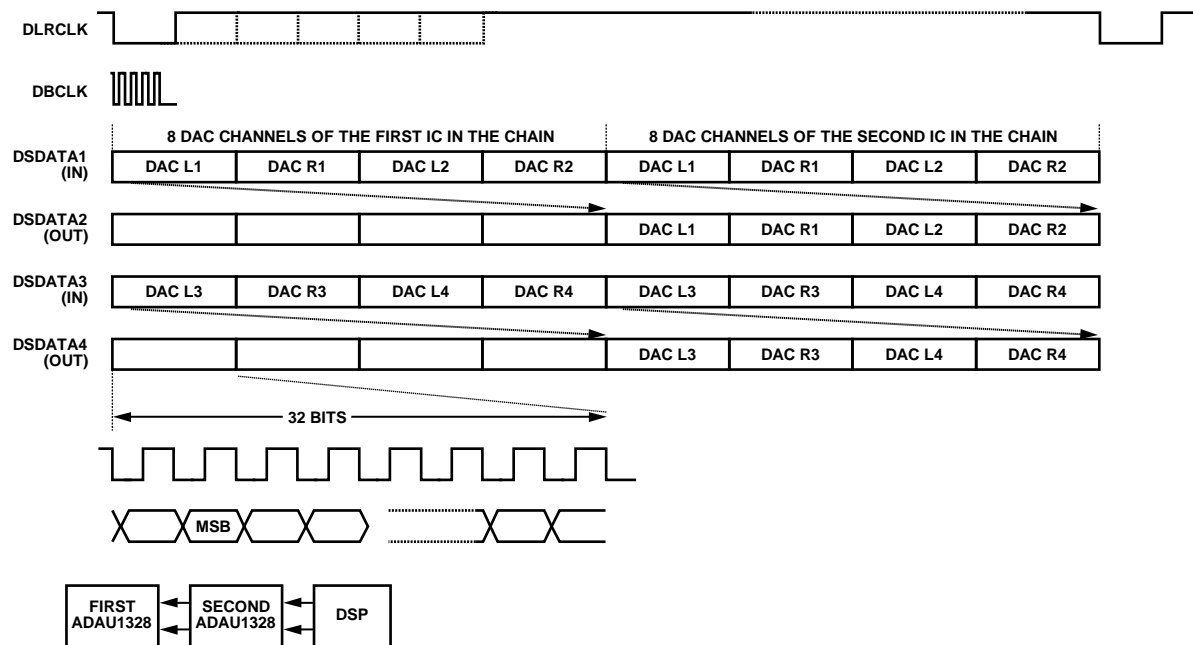 DLRCLK
DBCLK
8 DAC CHANNELS OF THE FIRST IC IN THE CHAIN 8 DAC CHANNELS OF THE SECOND IC IN THE CHAIN
DSDATA1
(IN)
DAC L1 DAC R1 DAC L2 DAC R2 DAC L1 DAC R1 DAC L2 DAC R2
DSDATA2
(OUT)
DAC L1 DAC R1 DAC L2 DAC R2
DSDATA3
(IN)
DAC L3 DAC R3 DAC L4 DAC R4 DAC L3 DAC R3 DAC L4 DAC R4
DSDATA4
(OUT)
DAC L3 DAC R3 DAC L4 DAC R4
32 BITS
MSB
FIRST
ADAU1328
SECOND
ADAU1328
DSP